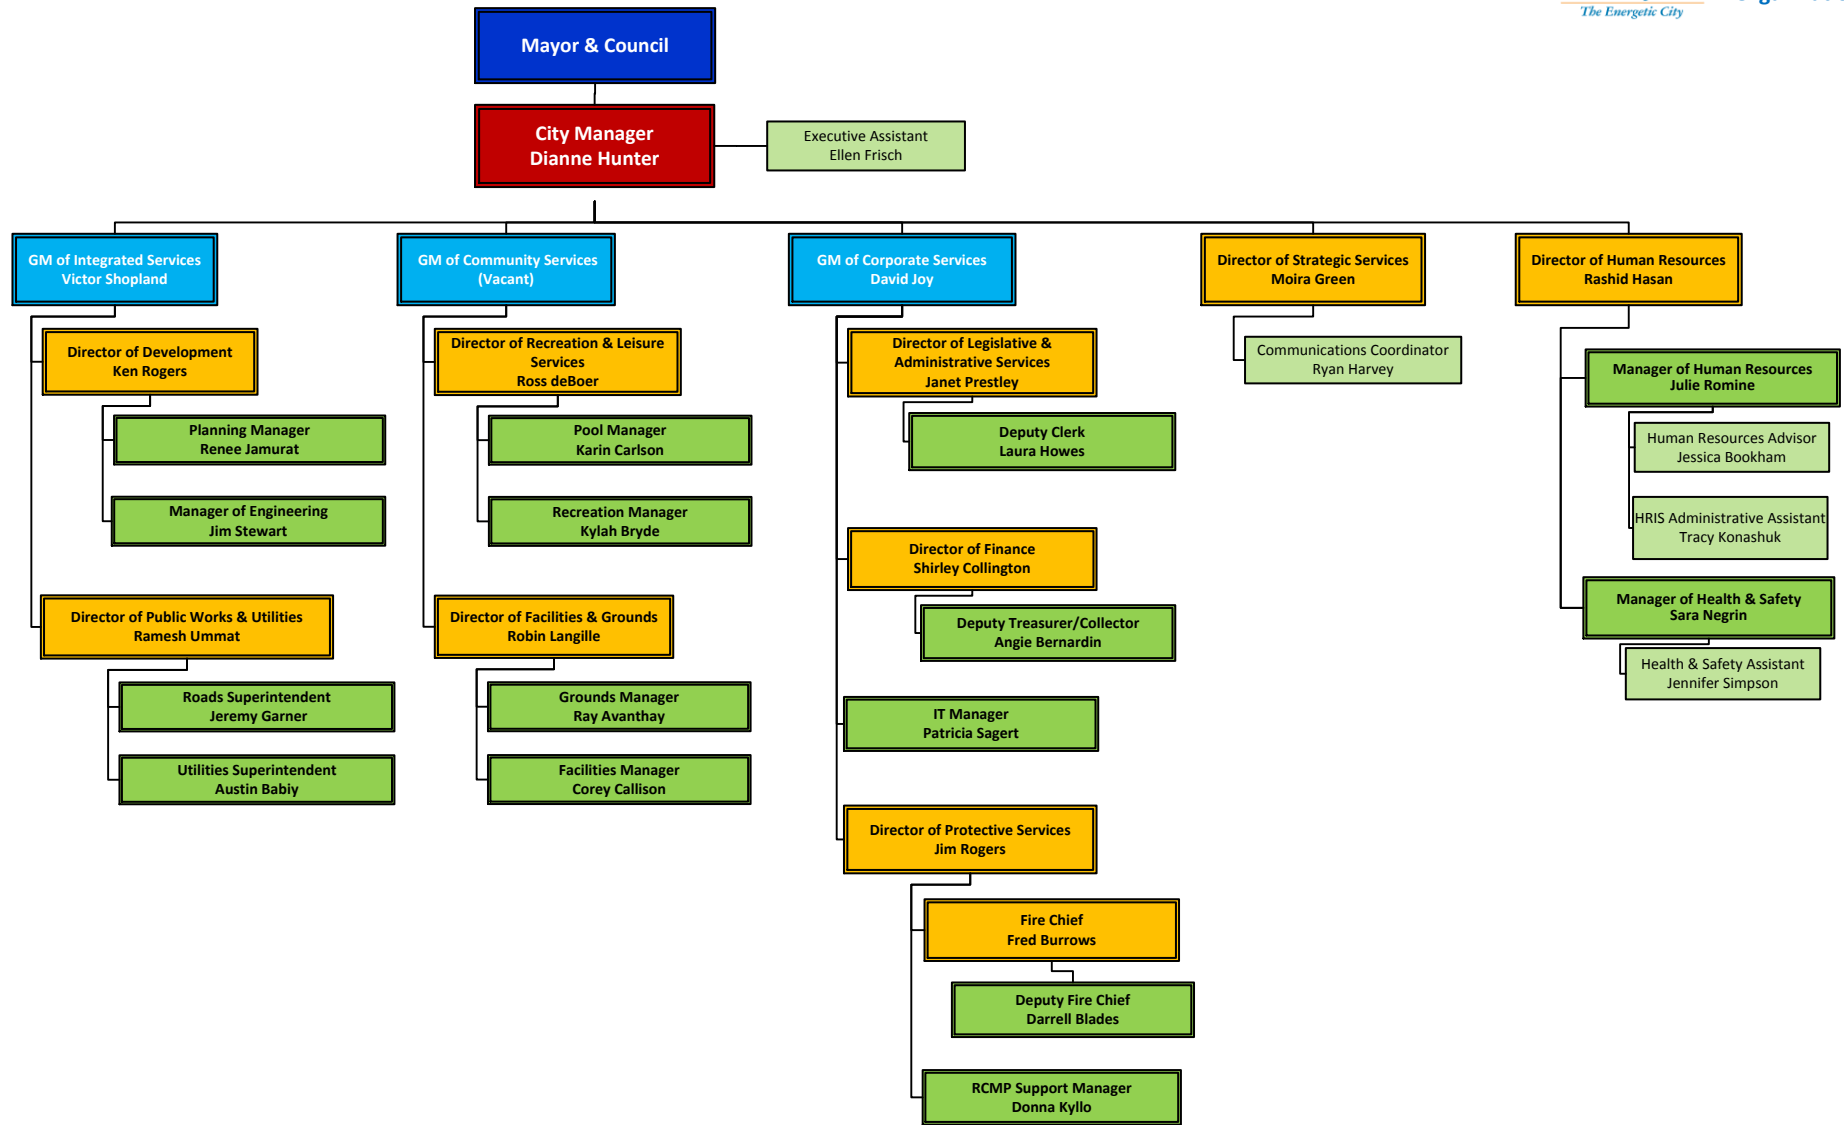 The Energetic City
Mayor & Council
City Manager
Dianne Hunter
Executive Assistant
Ellen Frisch
GM of Integrated Services
Victor Shopland
Director of Development
Ken Rogers
Planning Manager
Renee Jamurat
Manager of Engineering
Jim Stewart
Director of Public Works & Utilities
Ramesh Ummat
Roads Superintendent
Jeremy Garner
Utilities Superintendent
Austin Babiy
GM of Community Services
(Vacant)
Director of Recreation & Leisure
Services
Ross deBoer
Pool Manager
Karin Carlson
Recreation Manager
Kylah Bryde
Director of Facilities & Grounds
Robin Langille
Grounds Manager
Ray Avanthay
Facilities Manager
Corey Callison
GM of Corporate Services
David Joy
Director of Legislative &
Administrative Services
Janet Prestley
Deputy Clerk
Laura Howes
Director of Finance
Shirley Collington
Deputy Treasurer/Collector
Angie Bernardin
IT Manager
Patricia Sagert
Director of Protective Services
Jim Rogers
Fire Chief
Fred Burrows
Deputy Fire Chief
Darrell Blades
RCMP Support Manager
Donna Kyllo
Director of Strategic Services
Moira Green
Communications Coordinator
Ryan Harvey
Director of Human Resources
Rashid Hasan
Manager of Human Resources
Julie Romine
Human Resources Advisor
Jessica Bookham
HRIS Administrative Assistant
Tracy Konashuk
Manager of Health & Safety
Sara Negrin
Health & Safety Assistant
Jennifer Simpson